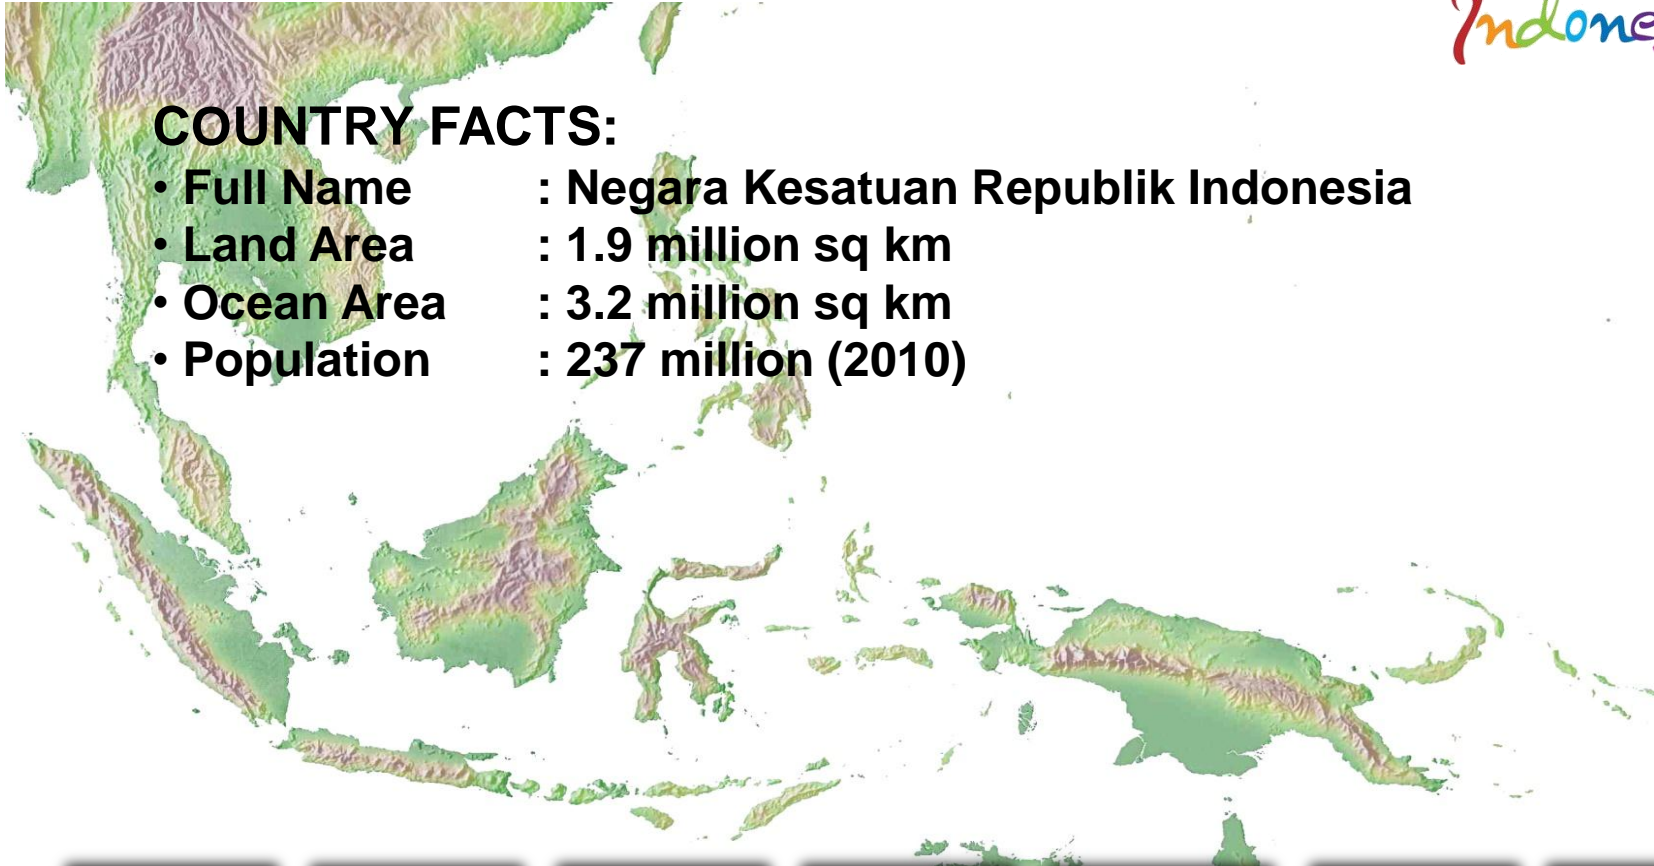 Indone
COUNTRY FACTS:
• Full Name : Negara Kesatuan Republik Indonesia
• Land Area : 1.9 million sq km
• Ocean Area : 3.2 million sq km
• Population : 237 million (2010)